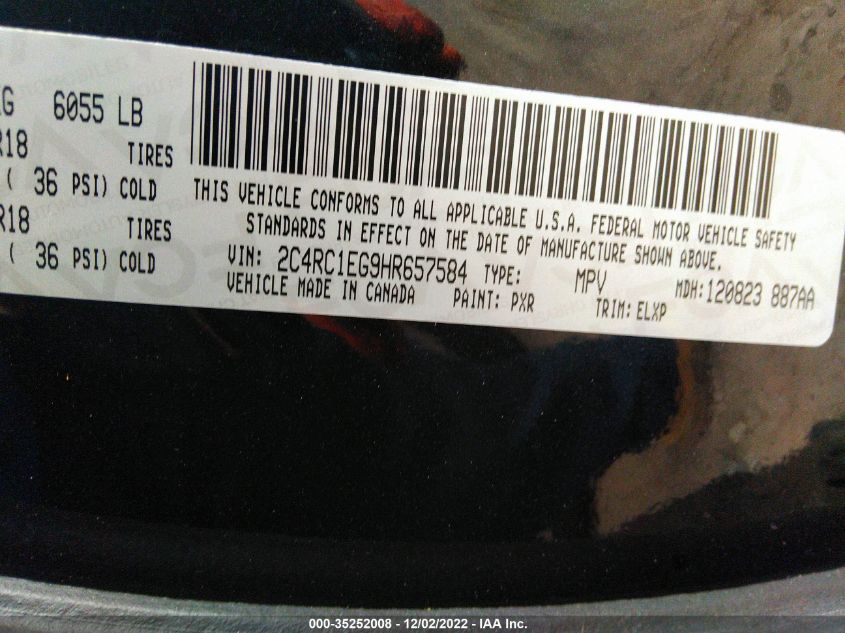 6055 LB
R18 TIRES
( 36 PSI) COLD
R18 TIRES
( 36 PSI) COLD
THIS VEHICLE CONFORMS TO ALL APPLICABLE U.S.A. FEDERAL MOTOR VEHICLE SAFETY
STANDARDS IN EFFECT ON THE DATE OF MANUFACTURE SHOWN ABOVE.
VIN: 2C4RC1EG9HR657584 TYPE: MPV MDH:120823 887AA
VEHICLE MADE IN CANADA PAINT: PXR TRIM: ELXP
000-35252008 - 12/02/2022 - IAA Inc.